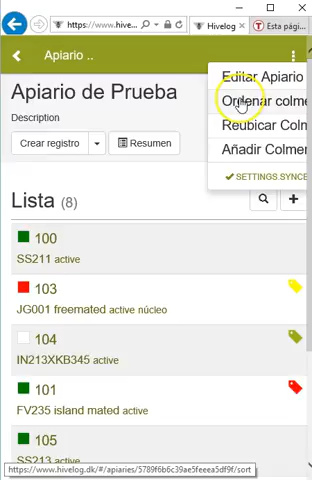 https://www.hivelog
Hivelog
Esta pági...
Apiario ..
Editar Apiario
Ordenar colme
Reubicar Colm
Añadir Colmen
SETTINGS SYNCE
Apiario de Prueba
Description
Crear registro
Resumen
Lista (8)
100
SS211 active
103
JG001 freemated active núcleo
104
IN213XKB345 active
101
FV235 island mated active
105
SS213 active
https://www.hivelog.dk/#/apiaries/5789f6b6c39ae5feeea5df9f/sort